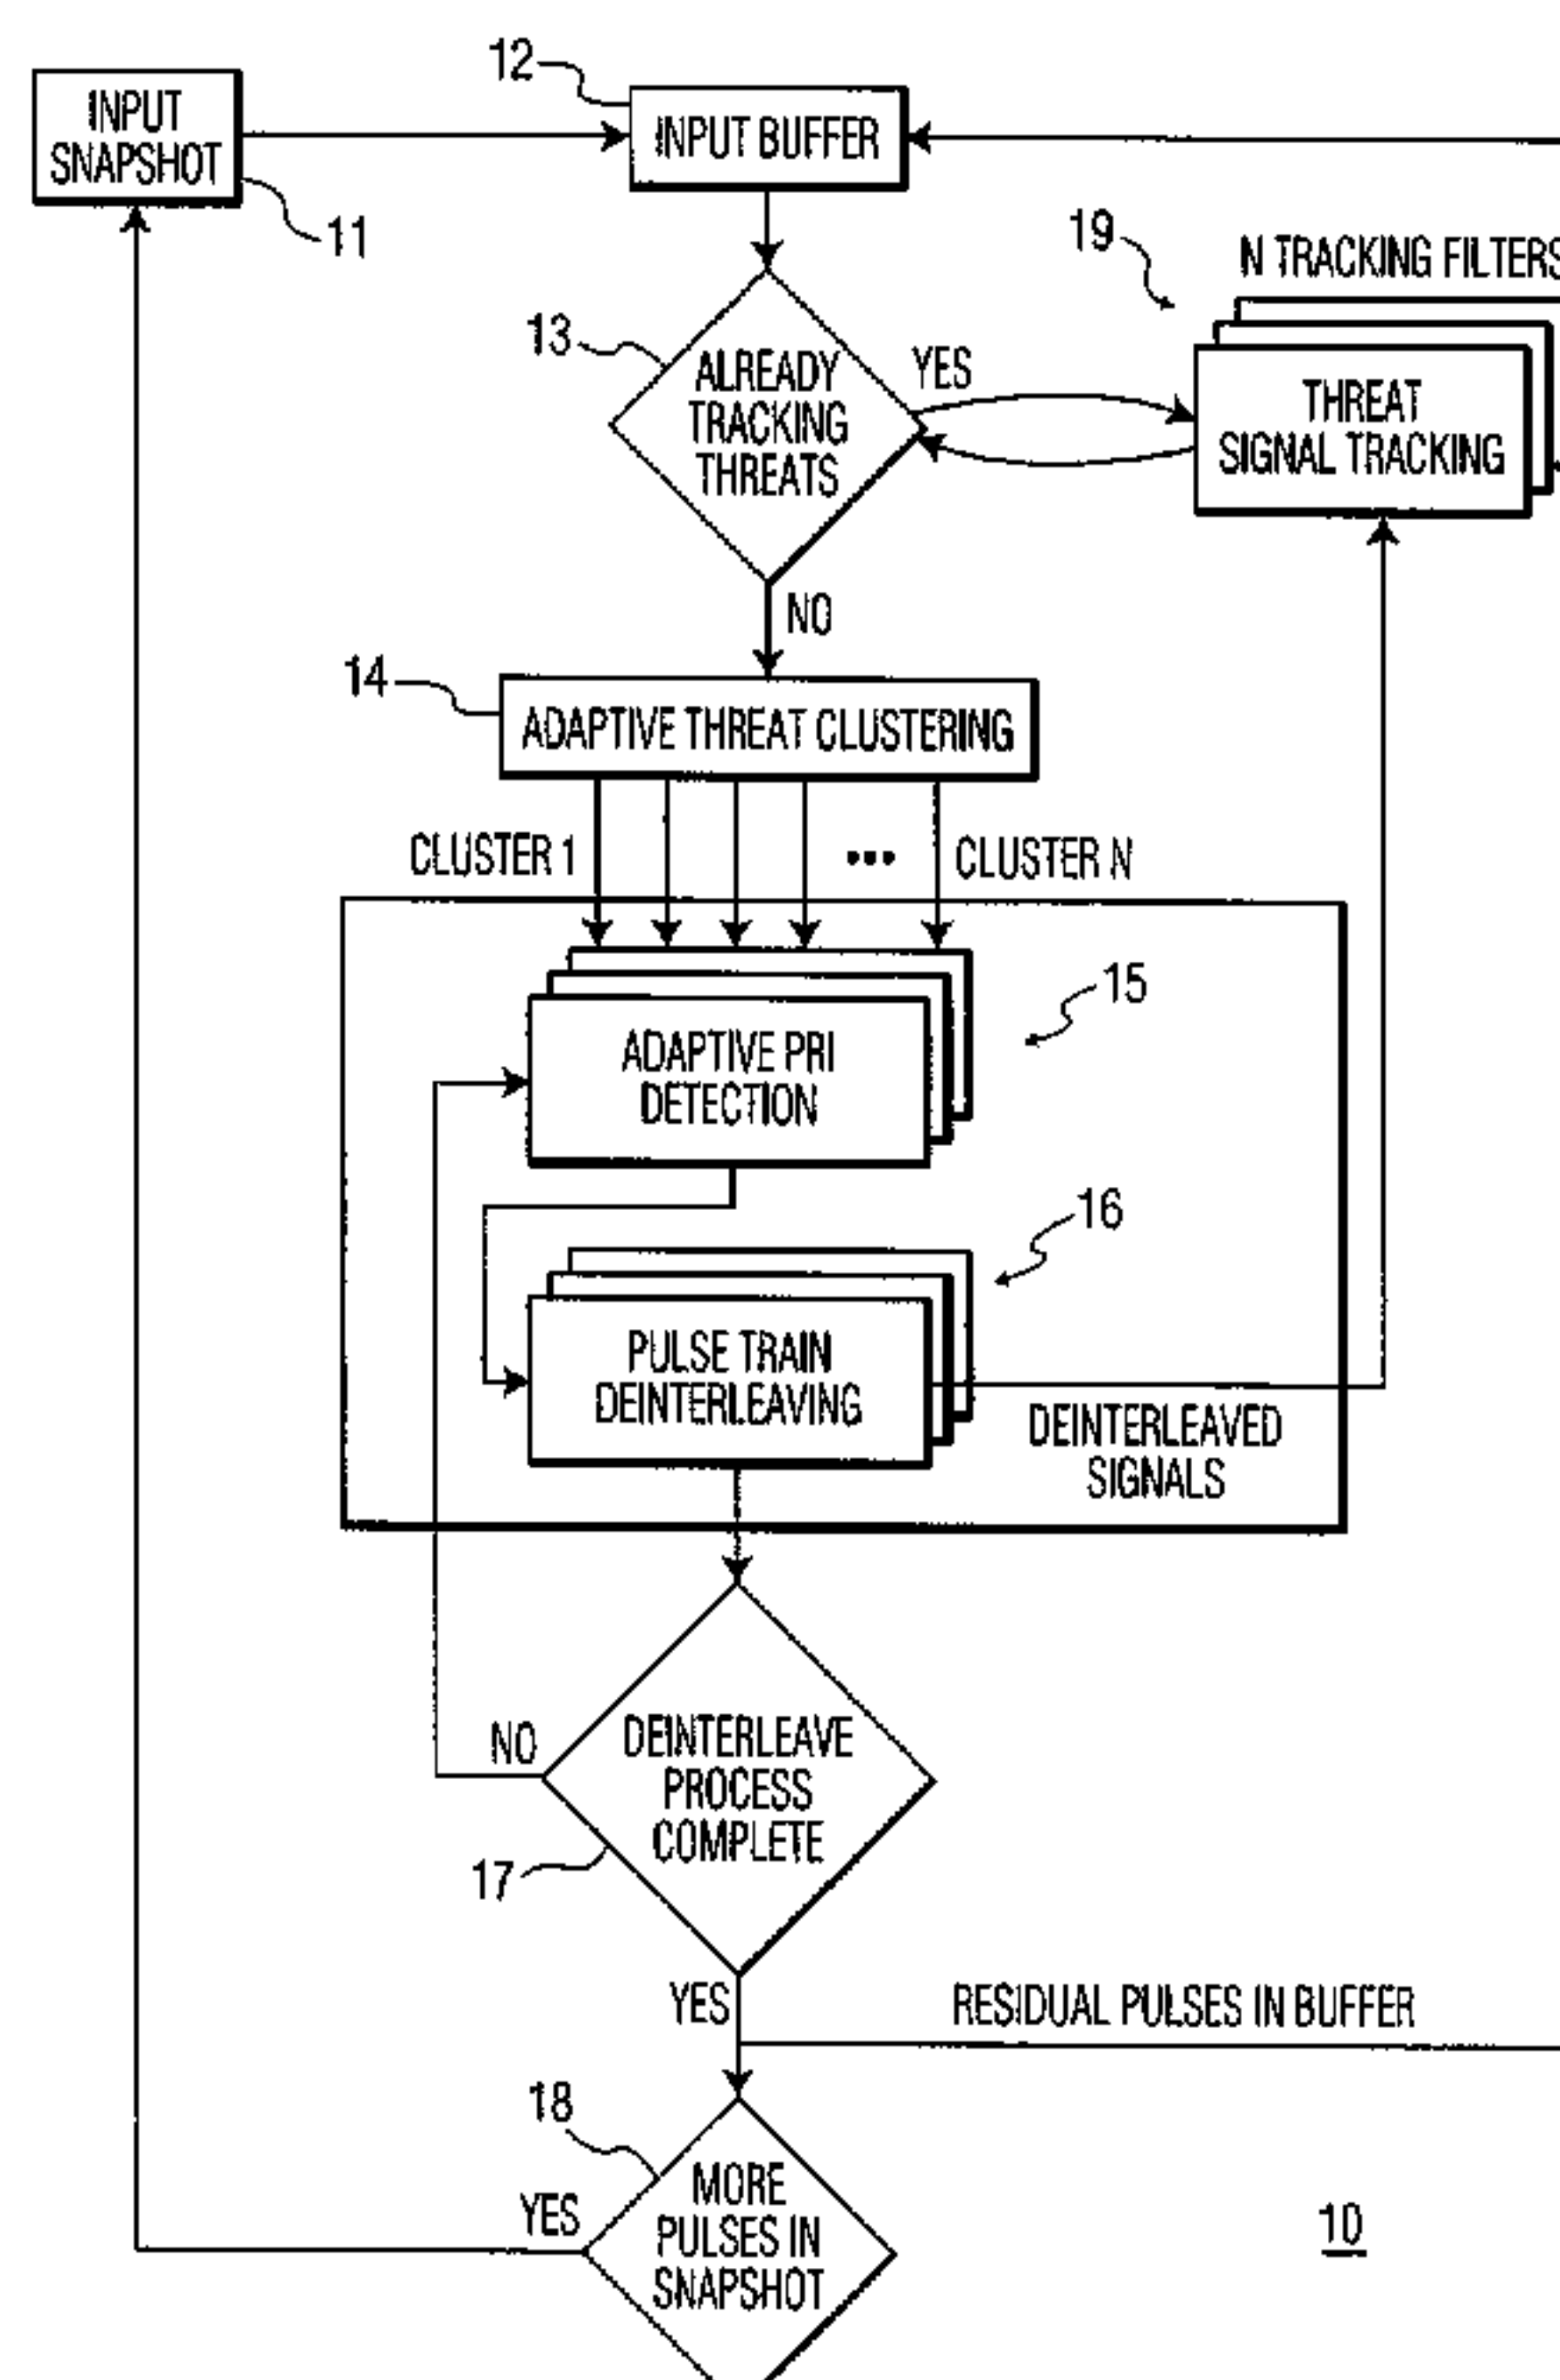 12
INPUT
SNAPSHOT
INPUT BUFFER
11
19
N TRACKING FILTERS
13
ALREADY
TRACKING
THREATS
YES
THREAT
SIGNAL TRACKING
NO
14
ADAPTIVE THREAT CLUSTERING
CLUSTER 1
•••
CLUSTER N
15
ADAPTIVE PRI
DETECTION
16
PULSE TRAIN
DEINTERLEAVING
DEINTERLEAVED
SIGNALS
NO
DEINTERLEAVE
PROCESS
COMPLETE
17
YES
RESIDUAL PULSES IN BUFFER
18
MORE
PULSES IN
SNAPSHOT
YES
10